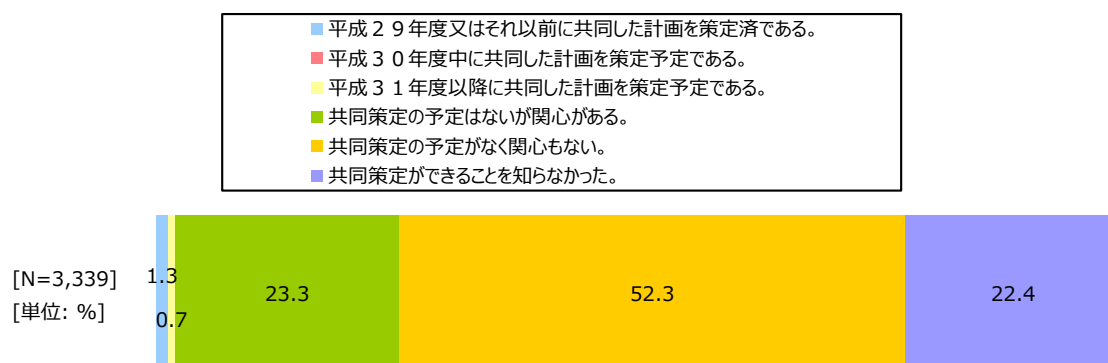 平成２９年度又はそれ以前に共同した計画を策定済である。
平成３０年度中に共同した計画を策定予定である。
平成３１年度以降に共同した計画を策定予定である。
共同策定の予定はないが関心がある。
共同策定の予定がなく関心もない。
共同策定ができることを知らなかった。
[N=3,339]
[単位: %]
1.3
0.7
23.3
52.3
22.4